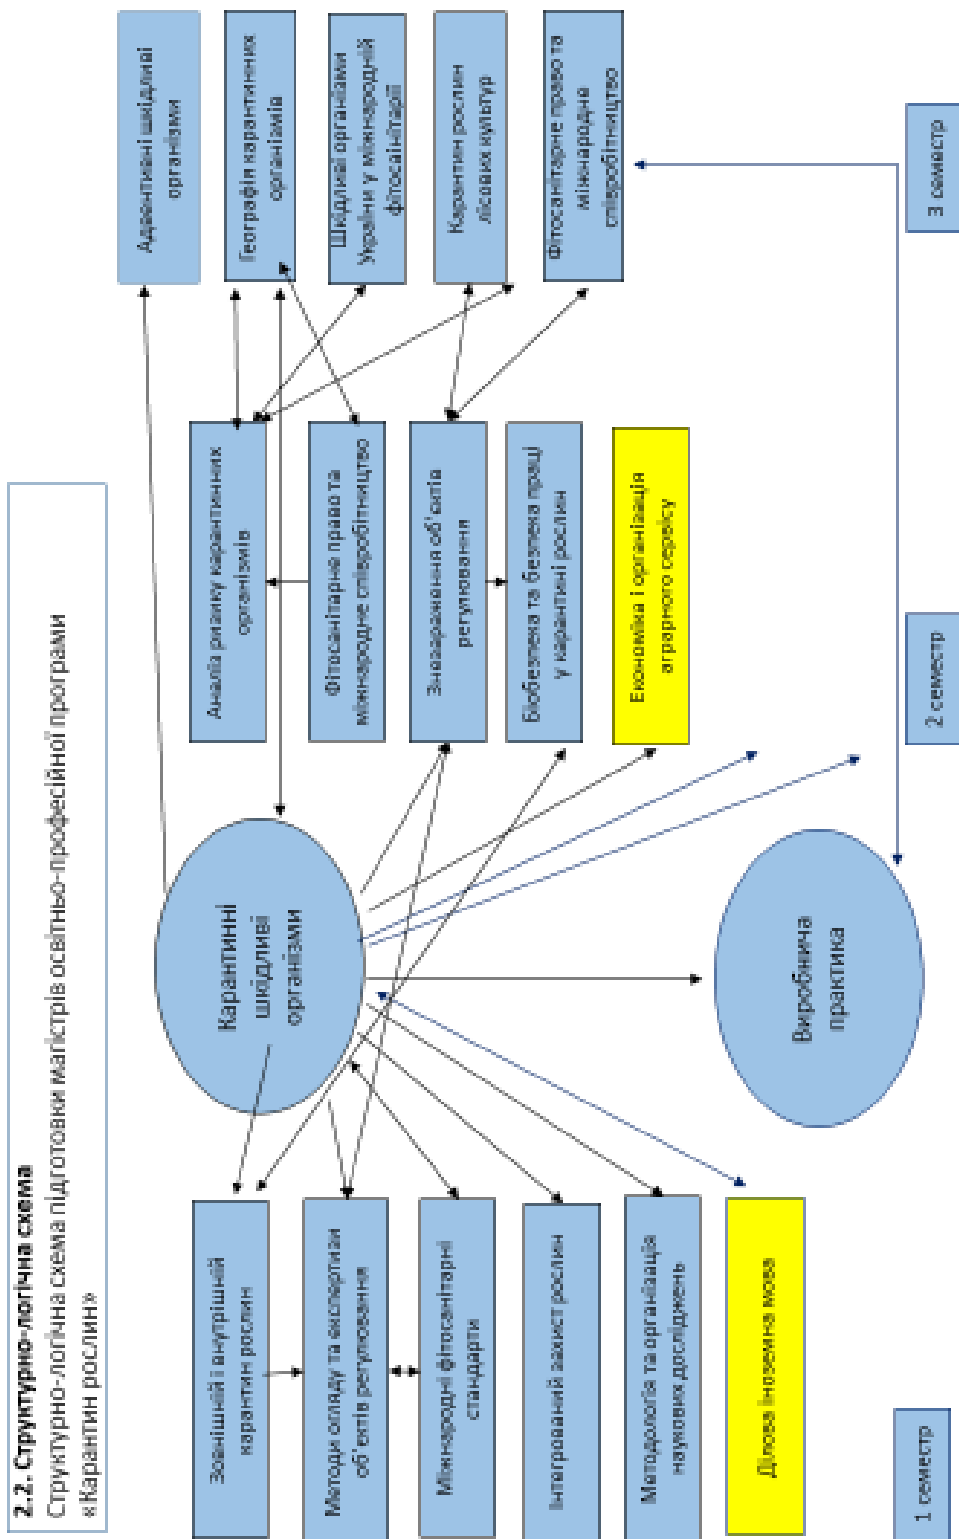 2.2. Структурно-логічна схема
Структурно-логічна схема підготовки магістрів освітньо-професійної програми
«Карантин рослин»
Зовнішній і внутрішній
карантин рослин
Методи огляду та експертизи
об'єктів регулювання
Міжнародні фітосанітарні
стандарти
Інтегрований захист рослин
Методологія та організація
наукових досліджень
Ділова іноземна мова
1 семестр
Карантинні
шкідливі
організми
Виробнича
практика
Аналіз ризику карантинних
організмів
Фітосанітарне право та
міжнародне співробітництво
Знезараження об'єктів
регулювання
Біобезпека та безпека праці
у карантині рослин
Економіка і організація
аграрного сервісу
2 семестр
Адвентивні шкідливі
організми
Географія карантинних
організмів
Шкідливі організми
України у міжнародній
фітосанітарії
Карантин рослин
лісових культур
Фітосанітарне право та
міжнародне
співробітництво
3 семестр